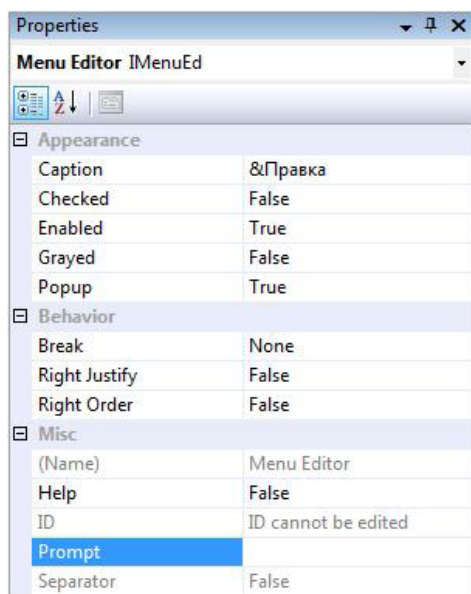 Properties
Menu Editor IMenuEd
Appearance
Caption &Правка
Checked False
Enabled True
Grayed False
Popup True
Behavior
Break None
Right Justify False
Right Order False
Misc
(Name) Menu Editor
Help False
ID ID cannot be edited
Prompt
Separator False